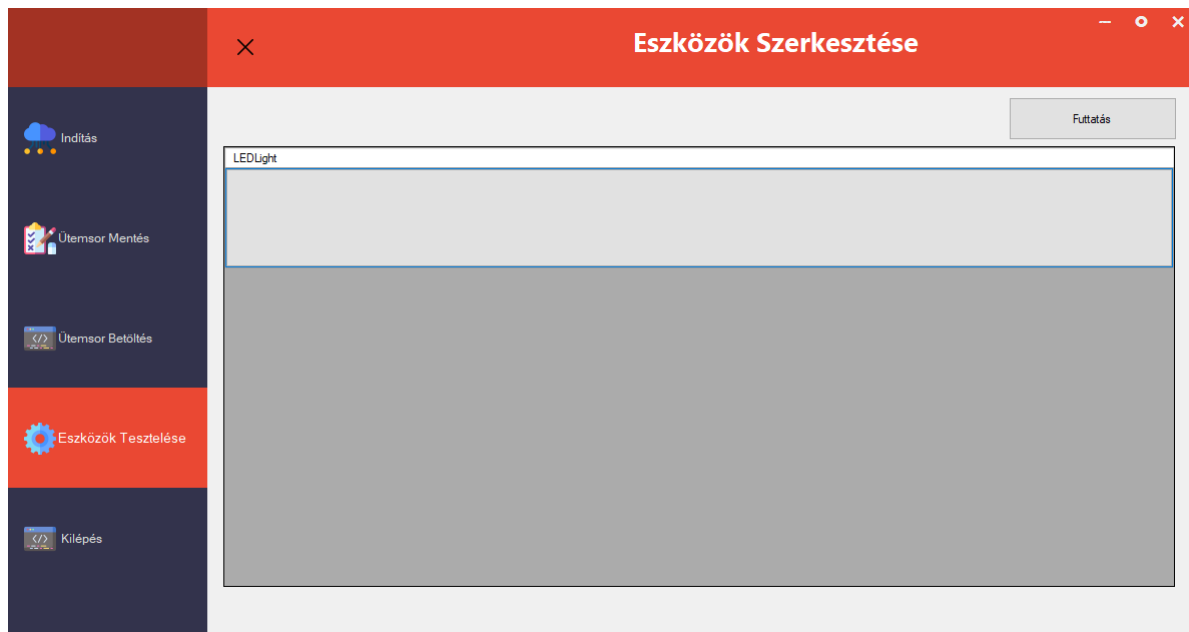 Eszközök Szerkesztése
Indítás
Ütemsor Mentés
Ütemsor Betöltés
Eszközök Tesztelése
Kilépés
Futtatás
LEDLight